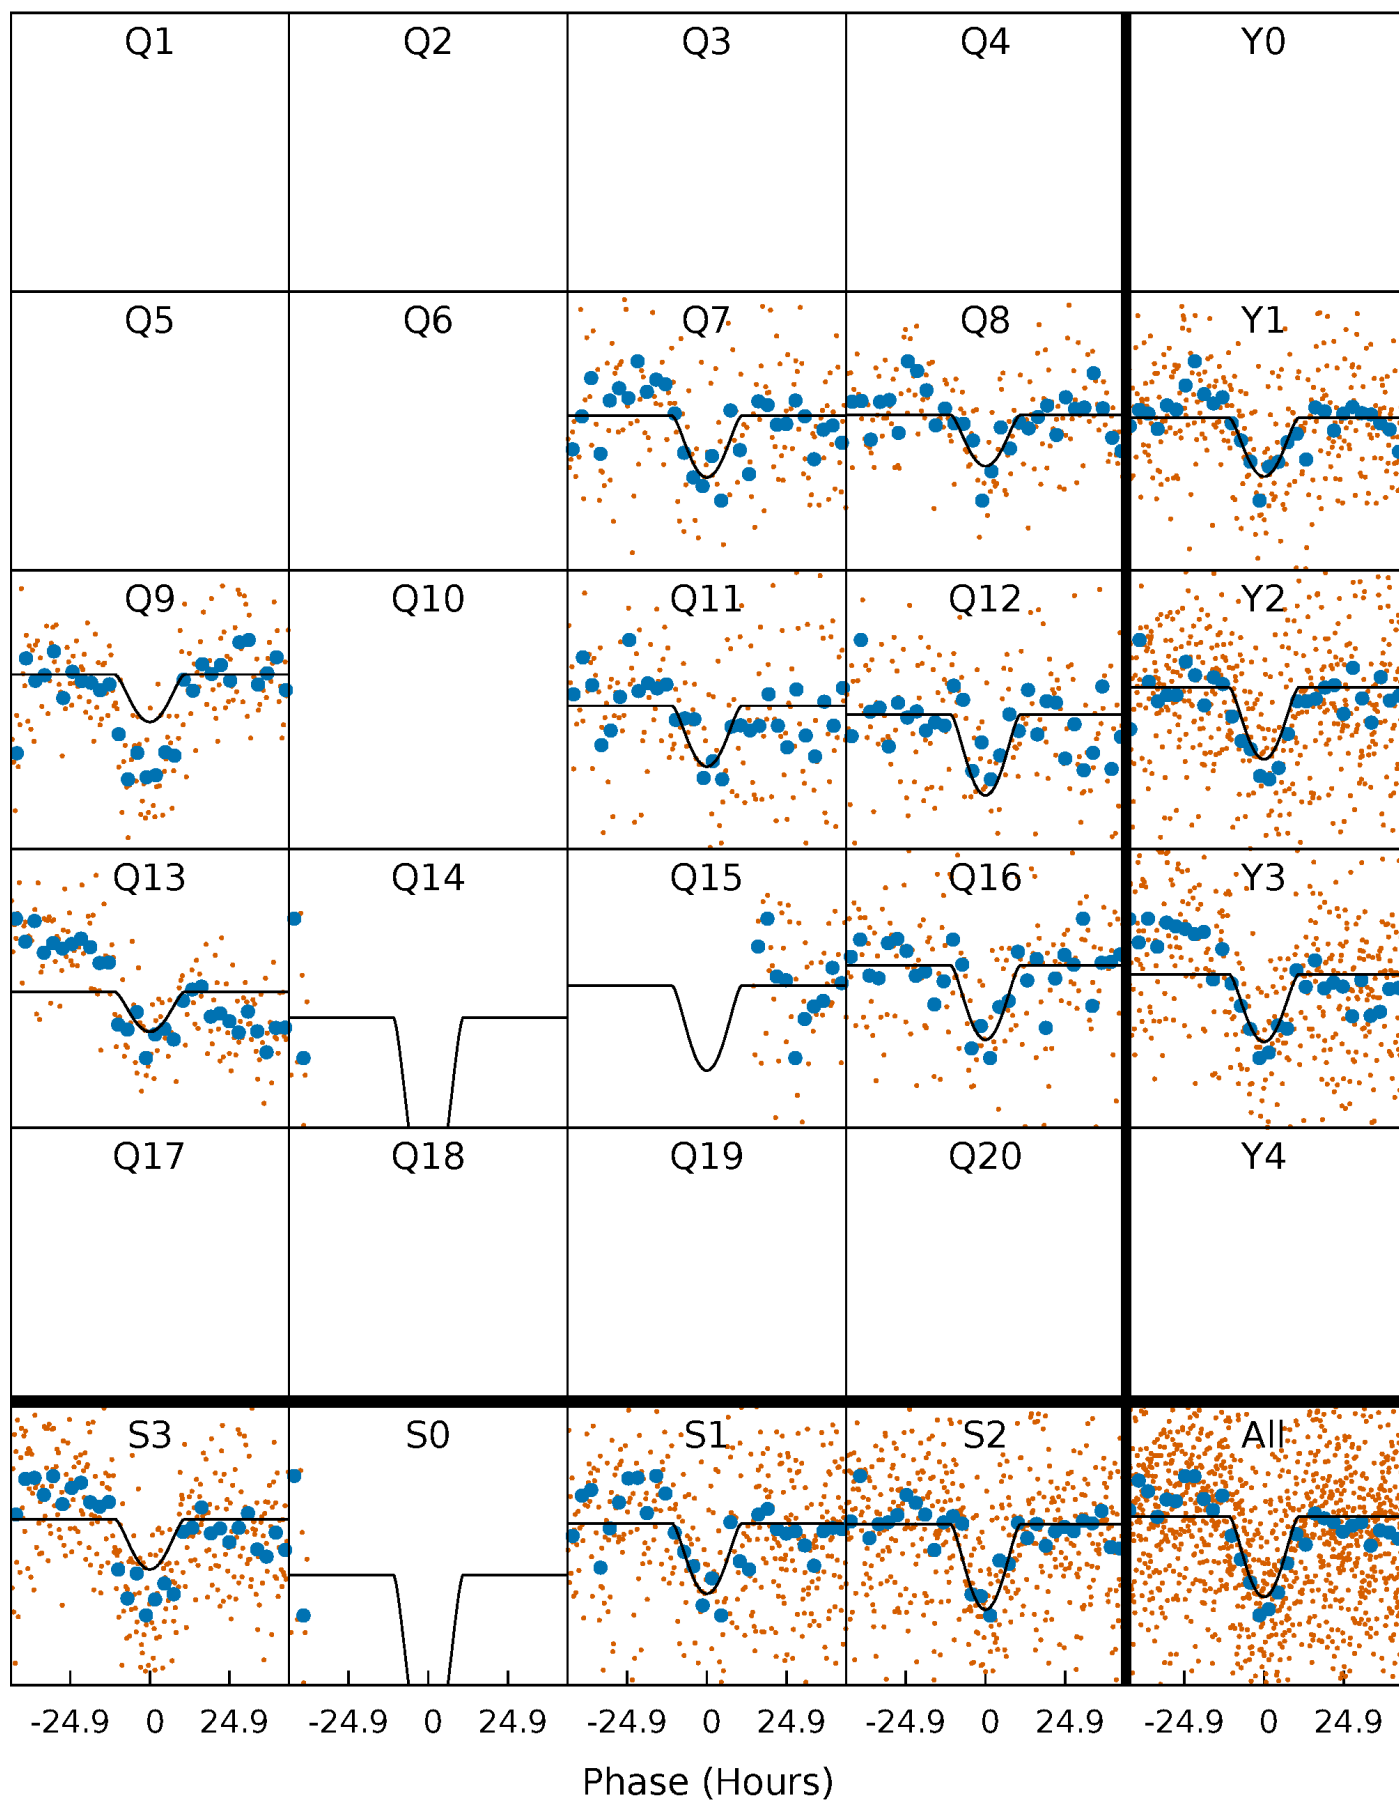 Q1 Q2 Q3 Q4 Y0
Q5 Q6 Q7 Q8 Y1
Q9 Q10 Q11 Q12 Y2
Q13 Q14 Q15 Q16 Y3
Q17 Q18 Q19 Q20 Y4
S3 S0 S1 S2 All
-24.9 0 24.9 -24.9 0 24.9 -24.9 0 24.9 -24.9 0 24.9 -24.9 0 24.9
Phase (Hours)